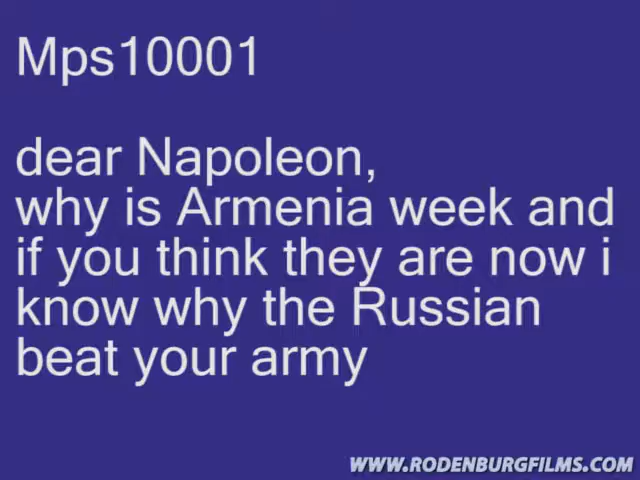 Mps10001
dear Napoleon,
why is Armenia week and
if you think they are now i
know why the Russian
beat your army
WWW.RODENBURGFILMS.COM